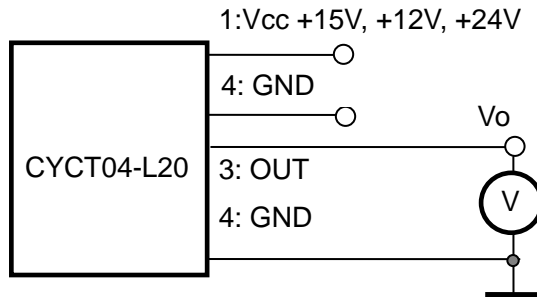 1:Vcc +15V, +12V, +24V
4: GND
Vo
CYCT04-L20
3: OUT
V
4: GND